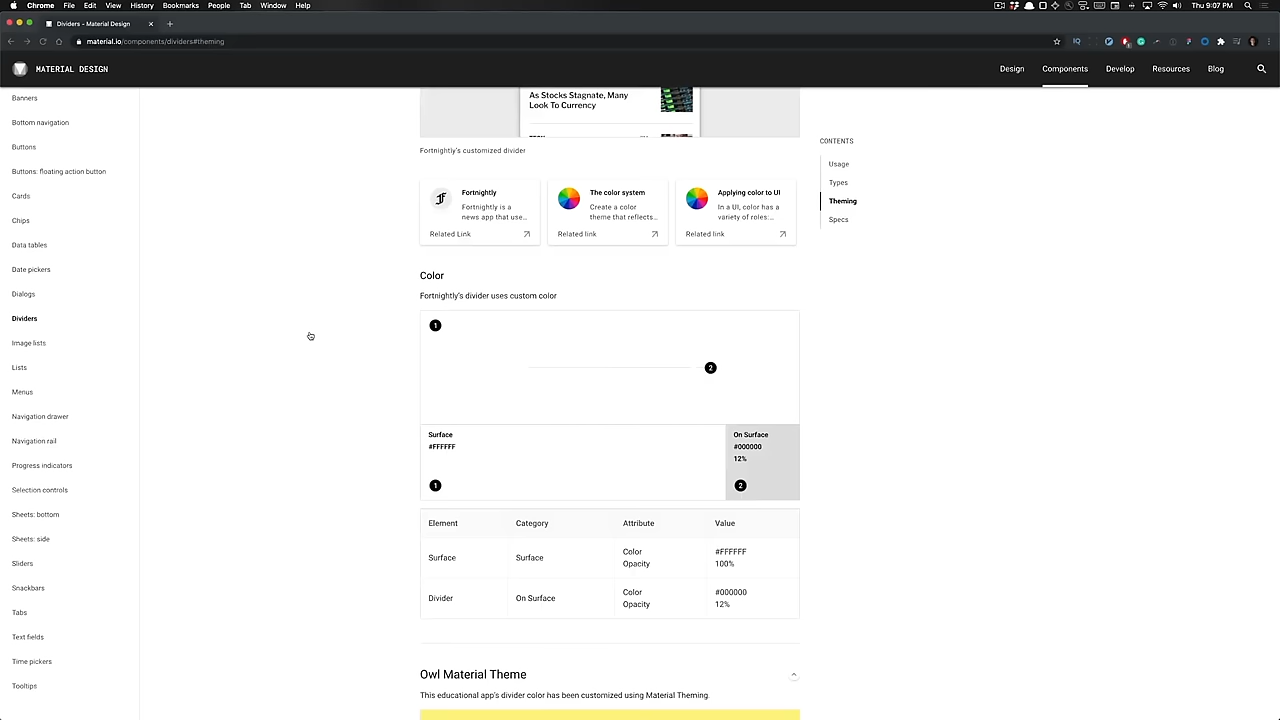 Chrome File Edit View History Bookmarks People Tab Window Help
Thu 9:07 PM
Dividers - Material Design
material.io/components/dividers#theming
MATERIAL DESIGN
Design Components Develop Resources Blog
Banners
Bottom navigation
Buttons
Buttons: floating action button
Cards
Chips
Data tables
Date pickers
Dialogs
Dividers
Image lists
Lists
Menus
Navigation drawer
Navigation rail
Progress indicators
Selection controls
Sheets: bottom
Sheets: side
Sliders
Snackbars
Tabs
Text fields
Time pickers
Tooltips
As Stocks Stagnate, Many
Look To Currency
Fortnightly's customized divider
Fortnightly
Fortnightly is a
news app that use…
Related Link
The color system
Create a color
theme that reflects…
Related link
Applying color to UI
In a UI, color has a
variety of roles:…
Related link
Color
Fortnightly's divider uses custom color
1
2
Surface
#FFFFFF
1
On Surface
#000000
12%
2
Element Category Attribute Value
Surface Surface Color #FFFFFF
Opacity 100%
Divider On Surface Color #000000
Opacity 12%
Owl Material Theme
This educational app's divider color has been customized using Material Theming.
CONTENTS
Usage
Types
Theming
Specs